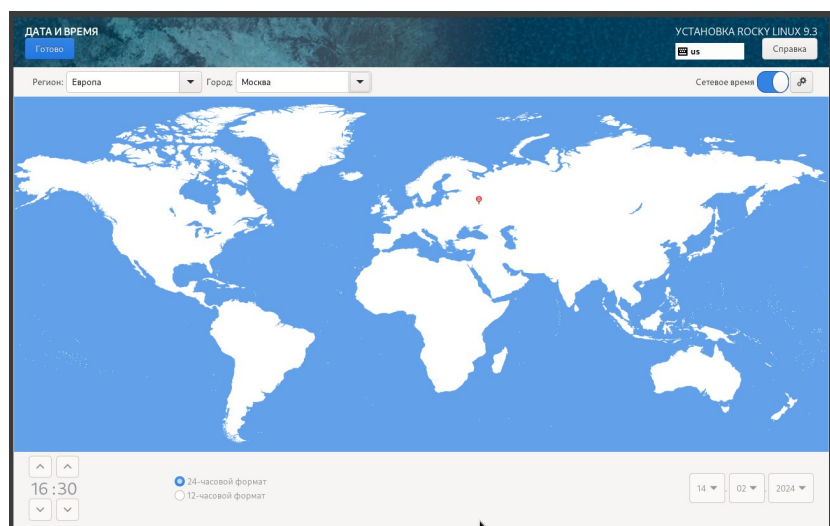 ДАТА И ВРЕМЯ
Готово
УСТАНОВКА ROCKY LINUX 9.3
us
Справка
Регион: Европа Город: Москва Сетевое время
16:30
24-часовой формат
12-часовой формат
14 . 02 . 2024